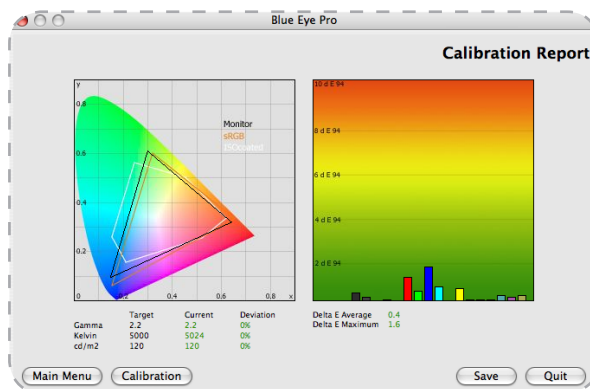 Blue Eye Pro
Calibration Report
y
0.8
0.6
0.4
0.2
0
0.2
0.4
0.6
0.8
x
Monitor
sRGB
ISOcoated
10 d E 94
8 d E 94
6 d E 94
4 d E 94
2 d E 94
Target Current Deviation
Gamma 2.2 2.2 0%
Kelvin 5000 5024 0%
cd/m2 120 120 0%
Delta E Average 0.4
Delta E Maximum 1.6
Main Menu Calibration Save Quit